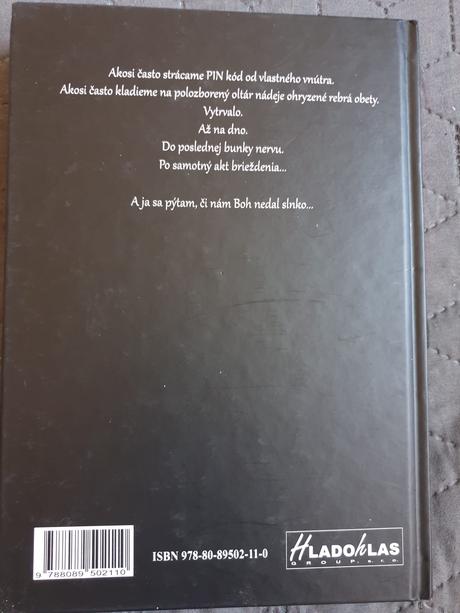 Akosi často strácame PIN kód od vlastného vnútra.
Akosi často kladieme na polozborený oltár nádeje ohryzené rebrá obety.
Vytrvalo.
Až na dno.
Do poslednej bunky nervu.
Po samotný akt brieždenia...
A ja sa pýtam, či nám Boh nedal slnko...
ISBN 978-80-89502-11-0
9 788089 502110
HLADOhLAS
GROUP, s.r.o.